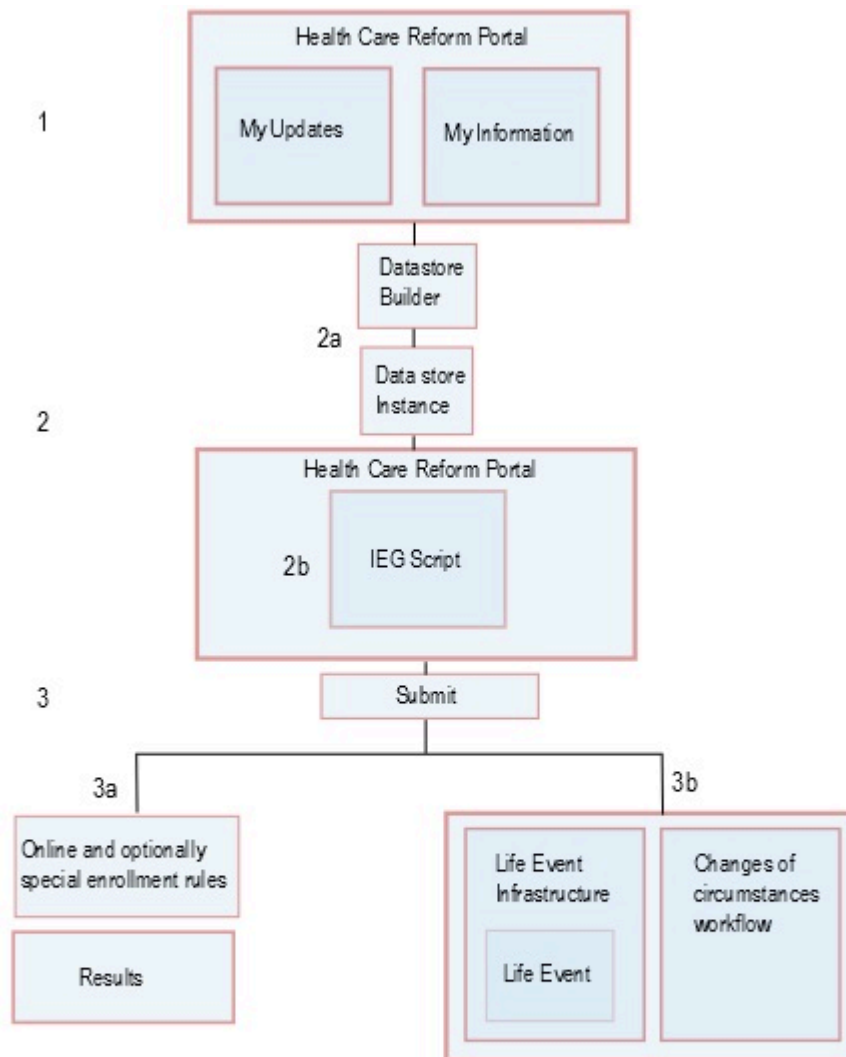 Health Care Reform Portal
1
My Updates
My Information
Datastore
Builder
2a
Data store
Instance
2
Health Care Reform Portal
2b
IEG Script
3
Submit
3a
3b
Online and optionally
special enrollment rules
Results
Life Event
Infrastructure
Life Event
Changes of
circumstances
workflow